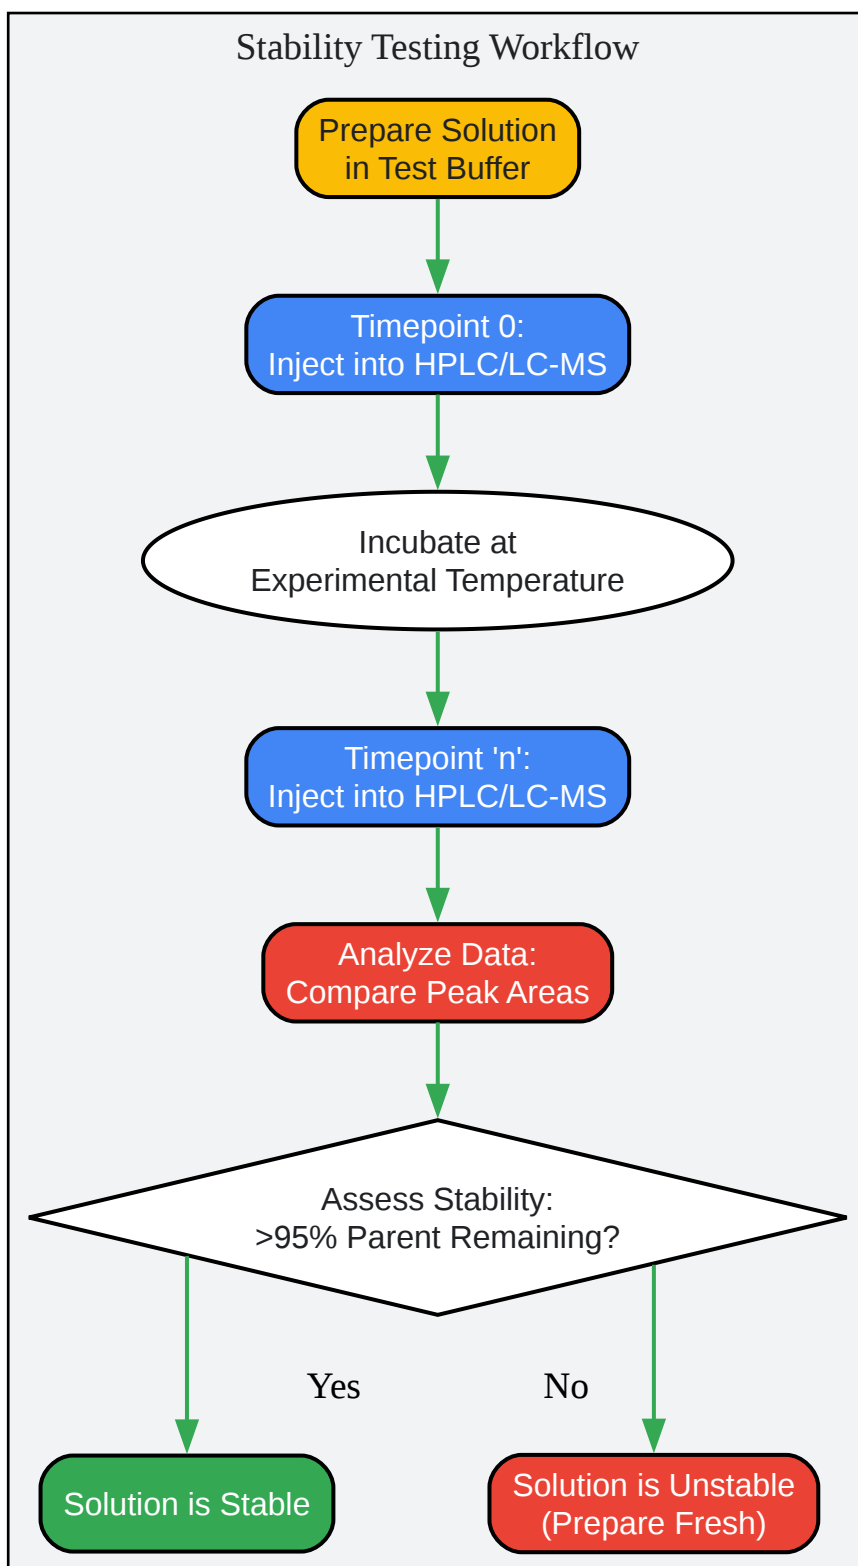 Stability Testing Workflow
Prepare Solution
in Test Buffer
Timepoint 0:
Inject into HPLC/LC-MS
Incubate at
Experimental Temperature
Timepoint 'n':
Inject into HPLC/LC-MS
Analyze Data:
Compare Peak Areas
Assess Stability:
>95% Parent Remaining?
Yes
No
Solution is Stable
Solution is Unstable
(Prepare Fresh)